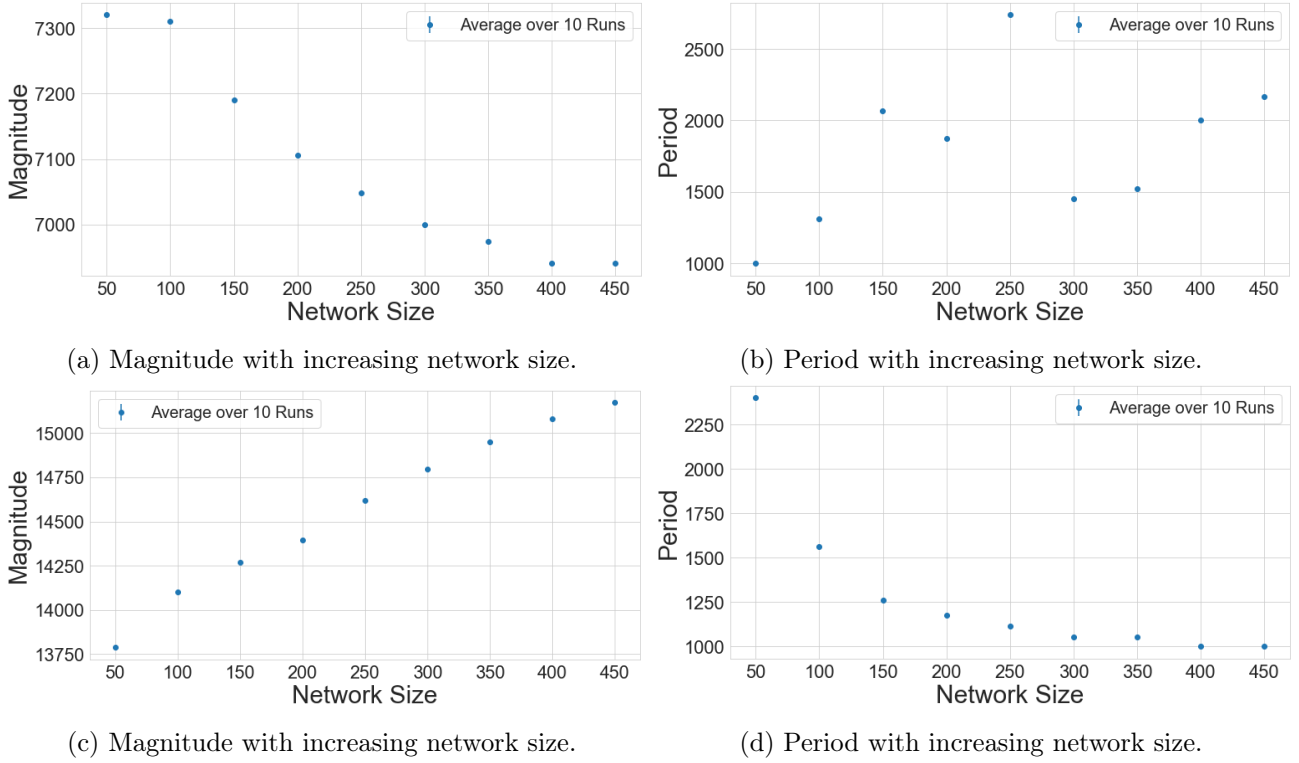 Average over 10 Runs
7300
7200
7100
7000
Magnitude
50 100 150 200 250 300 350 400 450
Network Size
(a) Magnitude with increasing network size.
Average over 10 Runs
2500
2000
1500
1000
Period
50 100 150 200 250 300 350 400 450
Network Size
(b) Period with increasing network size.
Average over 10 Runs
15000
14750
14500
14250
14000
13750
Magnitude
50 100 150 200 250 300 350 400 450
Network Size
(c) Magnitude with increasing network size.
Average over 10 Runs
2250
2000
1750
1500
1250
1000
Period
50 100 150 200 250 300 350 400 450
Network Size
(d) Period with increasing network size.